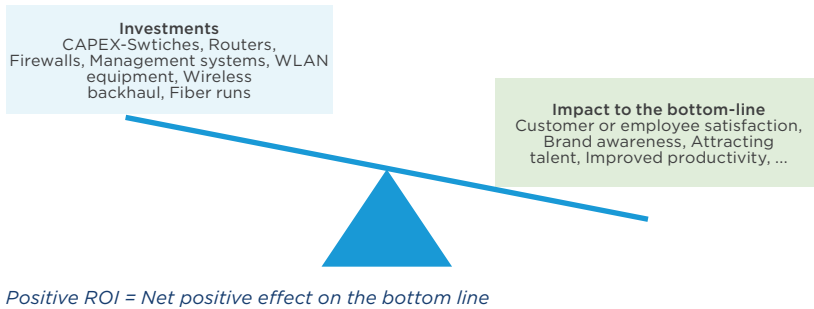 Investments
CAPEX-Swtiches, Routers,
Firewalls, Management systems, WLAN
equipment, Wireless
backhaul, Fiber runs
Impact to the bottom-line
Customer or employee satisfaction,
Brand awareness, Attracting
talent, Improved productivity, ...
Positive ROI = Net positive effect on the bottom line